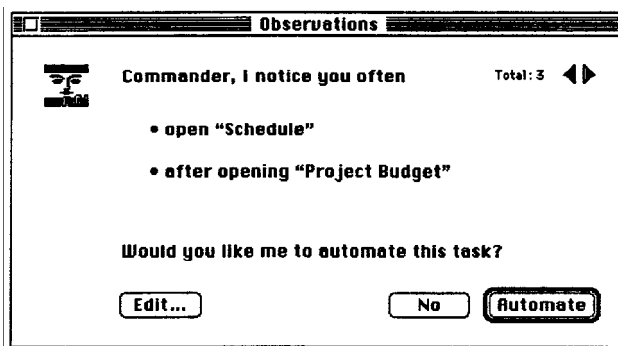 Observations
Commander, I notice you often
Total: 3
• open “Schedule”
• after opening “Project Budget”
Would you like me to automate this task?
Edit...
No
Automate